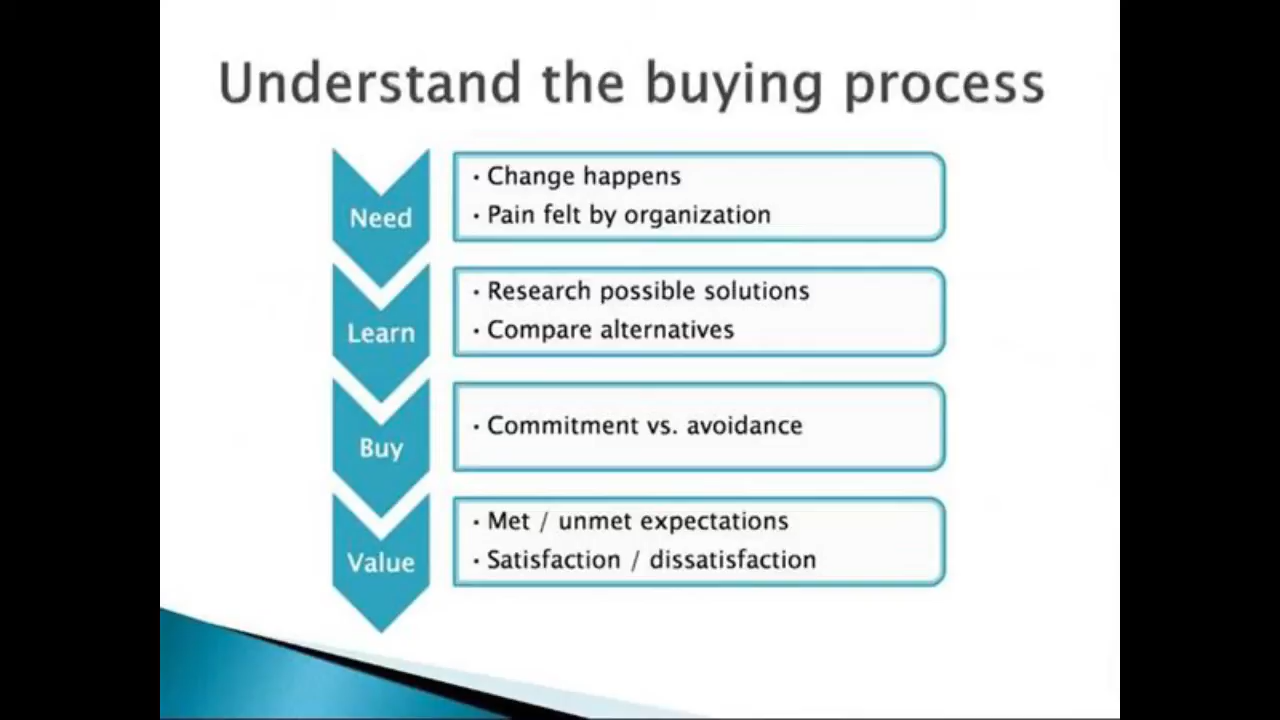 Understand the buying process
Need
· Change happens
· Pain felt by organization
Learn
· Research possible solutions
· Compare alternatives
Buy
· Commitment vs. avoidance
Value
· Met / unmet expectations
· Satisfaction / dissatisfaction